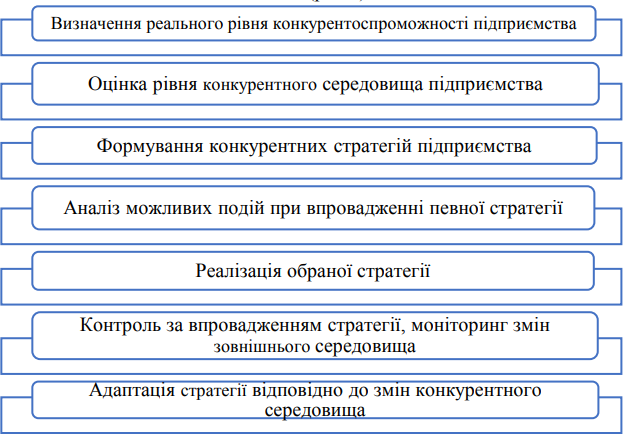 Визначення реального рівня конкурентоспроможності підприємства
Оцінка рівня конкурентного середовища підприємства
Формування конкурентних стратегій підприємства
Аналіз можливих подій при впровадженні певної стратегії
Реалізація обраної стратегії
Контроль за впровадженням стратегії, моніторинг змін
зовнішнього середовища
Адаптація стратегії відповідно до змін конкурентного
середовища